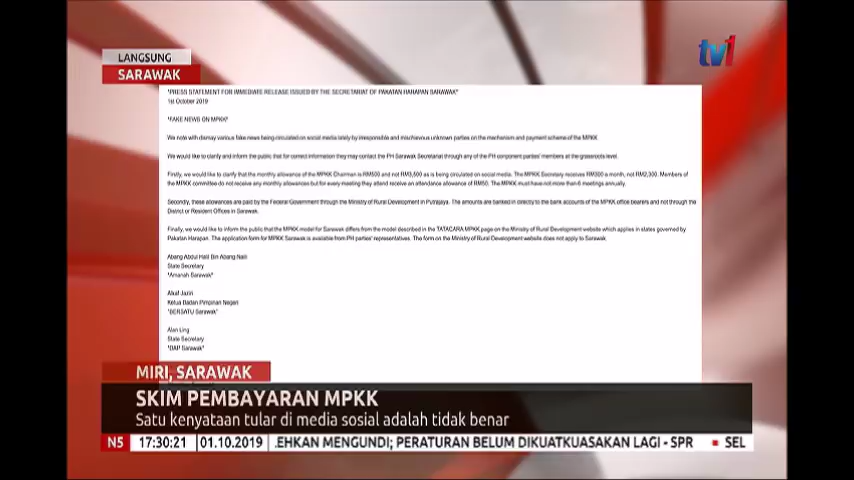 LANGSUNG
SARAWAK
tv1
*PRESS STATEMENT FOR IMMEDIATE RELEASE ISSUED BY THE SECRETARIAT OF PAKATAN HARAPAN SARAWAK*
1st October 2019
*FAKE NEWS ON MPKK*
We note with dismay various fake news being circulated on social media lately by irresponsible and mischievous unknown parties on the mechanism and payment scheme of the MPKK.
We would like to clarify and inform the public that for correct information they may contact the PH Sarawak Secretariat through any of the PH component parties' members at the grassroots level.
Firstly, we would like to clarify that the monthly allowance of the MPKK Chairman is RM500 and not RM3,500 as is being circulated on social media. The MPKK Secretary receives RM300 a month, not RM2,300. Members of
the MPKK committee do not receive any monthly allowances but for every meeting they attend receive an attendance allowance of RM50. The MPKK must have not more than 6 meetings annually.
Secondly, these allowances are paid by the Federal Government through the Ministry of Rural Development in Putrajaya. The amounts are banked in directly to the bank accounts of the MPKK office bearers and not through the
District or Resident Offices in Sarawak.
Finally, we would like to inform the public that the MPKK model for Sarawak differs from the model described in the TATACARA MPKK page on the Ministry of Rural Development website which applies in states governed by
Pakatan Harapan. The application form for MPKK Sarawak is available from PH parties' representatives. The form on the Ministry of Rural Development website does not apply to Sarawak.
Abang Abdul Halil Bin Abang Naili
State Secretary
*Amanah Sarawak*
Ketua Badan Pimpinan Negeri
*BERSATU Sarawak*
Alan Ling
State Secretary
*DAP Sarawak*
MIRI, SARAWAK
SKIM PEMBAYARAN MPKK
Satu kenyataan tular di media sosial adalah tidak benar
N5 17:30:21 01.10.2019 EHKAN MENGUNDI; PERATURAN BELUM DIKUATKUASAKAN LAGI - SPR SEL